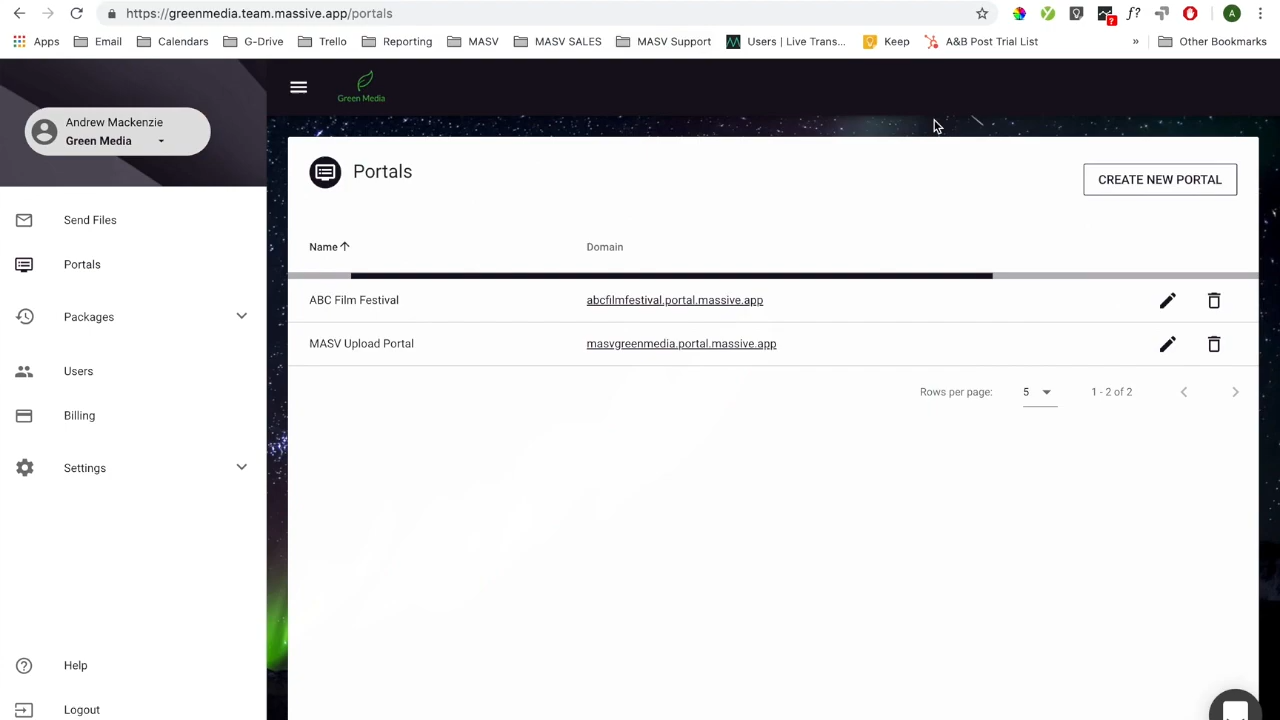 https://greenmedia.team.massive.app/portals
f?
A
Apps Email Calendars G-Drive Trello Reporting MASV MASV SALES MASV Support Users | Live Trans... Keep A&B Post Trial List » Other Bookmarks
Green Media
Andrew Mackenzie
Green Media
Portals
CREATE NEW PORTAL
Send Files
Portals
Packages
Users
Billing
Settings
Help
Logout
Name Domain
ABC Film Festival abcfilmfestival.portal.massive.app
MASV Upload Portal masvgreenmedia.portal.massive.app
Rows per page: 5 1 - 2 of 2